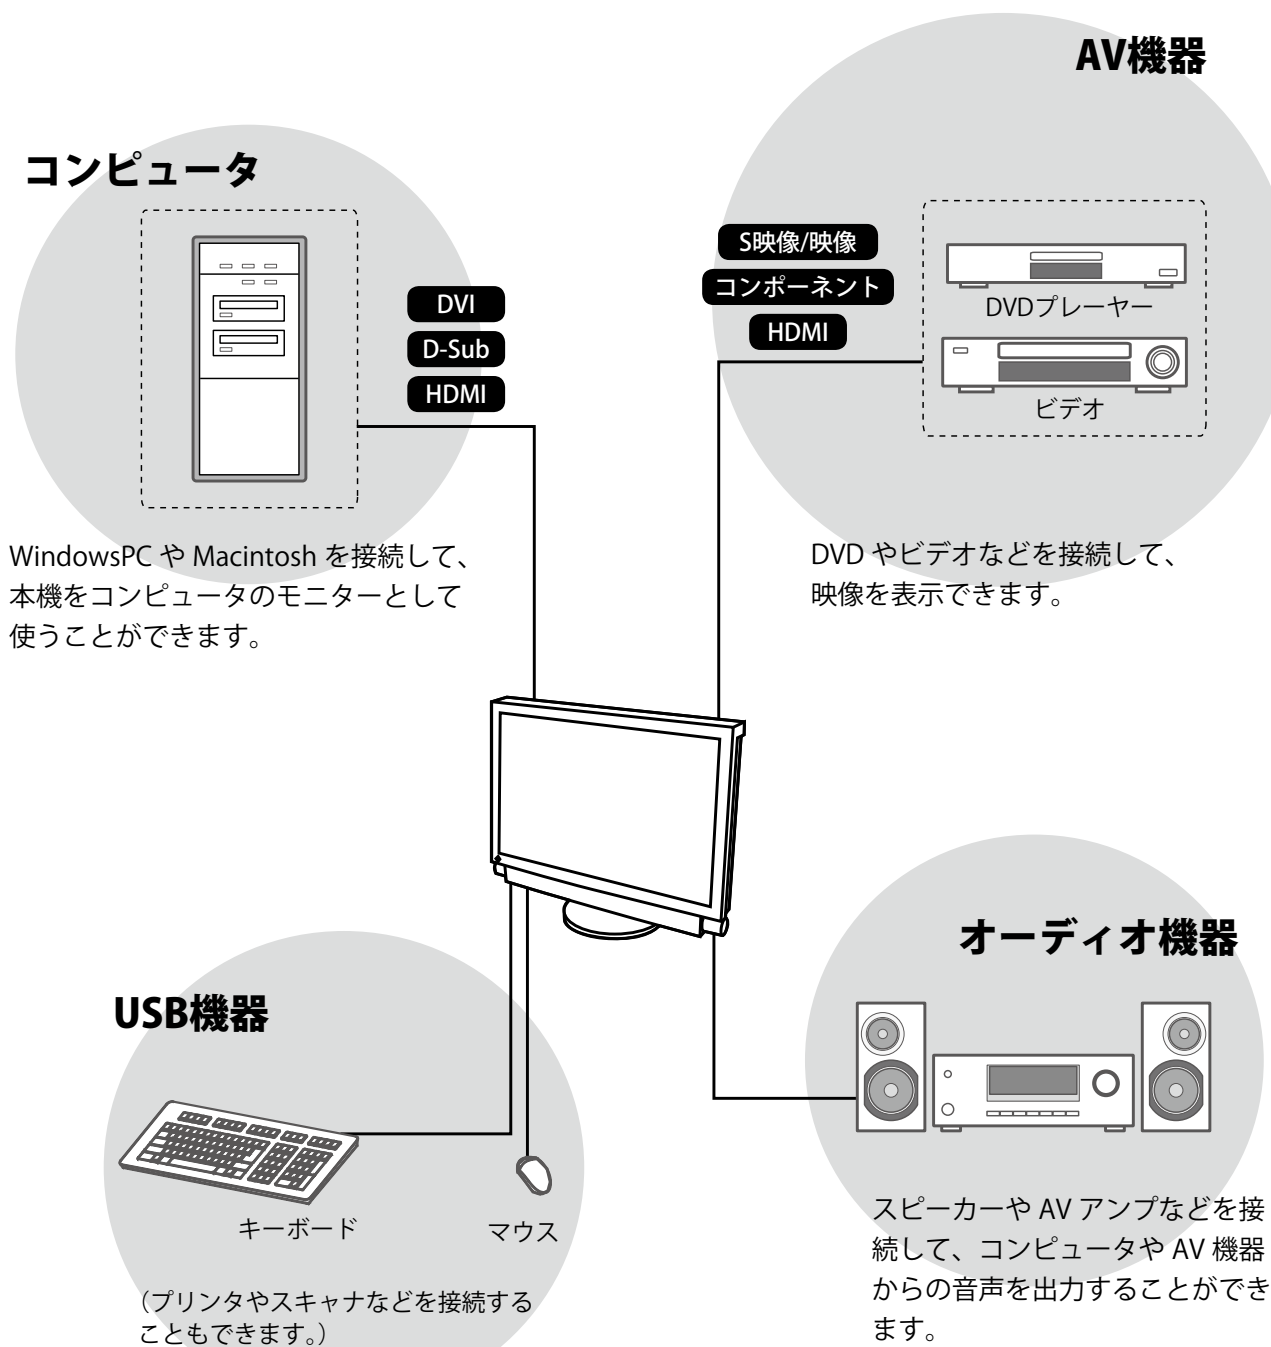 AV機器
コンピュータ
S映像/映像
コンポーネント
HDMI
DVDプレーヤー
ビデオ
DVI
D-Sub
HDMI
WindowsPC や Macintosh を接続して、
本機をコンピュータのモニターとして
使うことができます。
DVD やビデオなどを接続して、
映像を表示できます。
オーディオ機器
USB機器
キーボード
マウス
（プリンタやスキャナなどを接続する
こともできます。）
スピーカーや AV アンプなどを接
続して、コンピュータや AV 機器
からの音声を出力することができ
ます。